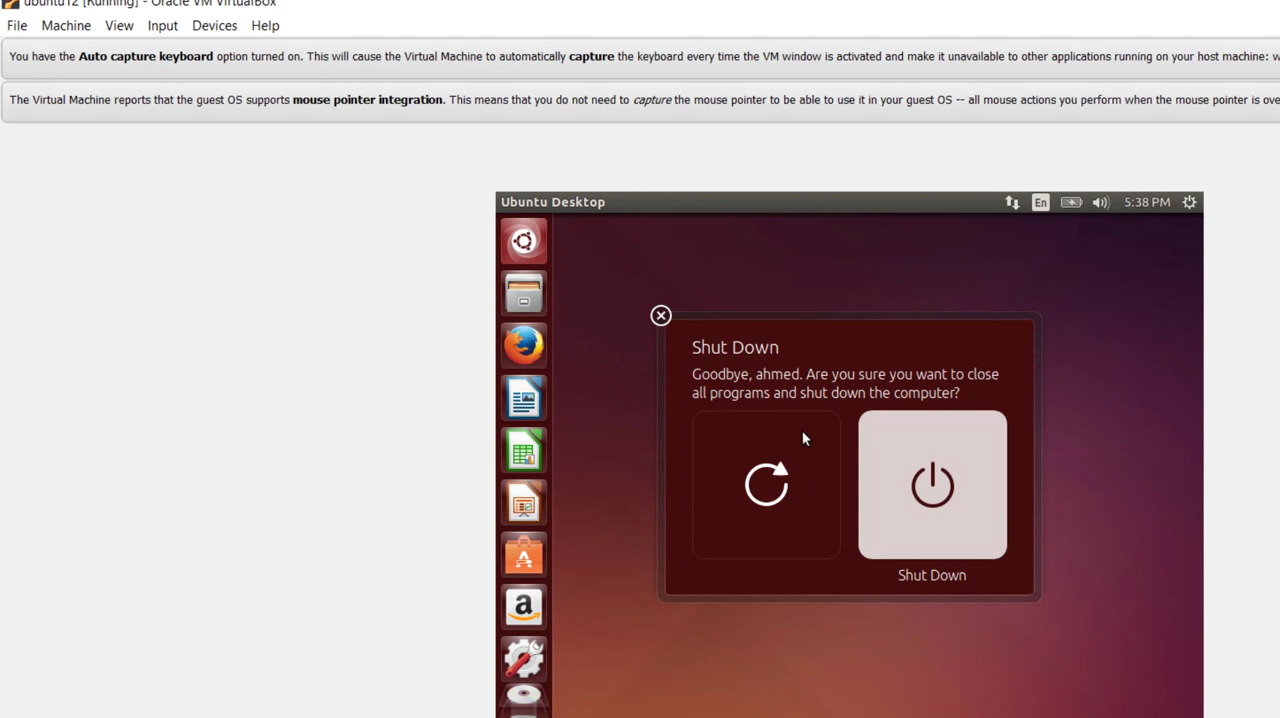 ubuntu12 [Running] - Oracle VM VirtualBox
File Machine View Input Devices Help
You have the Auto capture keyboard option turned on. This will cause the Virtual Machine to automatically capture the keyboard every time the VM window is activated and make it unavailable to other applications running on your host machine: w
The Virtual Machine reports that the guest OS supports mouse pointer integration. This means that you do not need to capture the mouse pointer to be able to use it in your guest OS -- all mouse actions you perform when the mouse pointer is ove
Ubuntu Desktop En 5:38 PM
Shut Down
Goodbye, ahmed. Are you sure you want to close
all programs and shut down the computer?
Shut Down
a